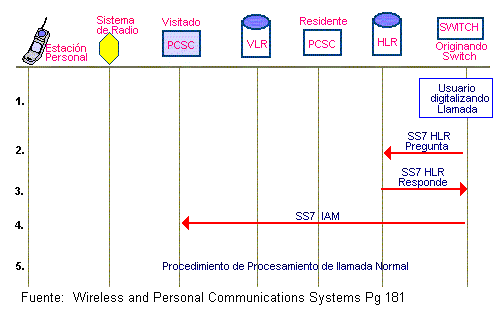 Estación
Personal
Sistema
de Radio
Visitado
PCSC
VLR
Residente
PCSC
HLR
SWITCH
Originando
Switch
1.
Usuario
digitalizando
Llamada
2.
SS7 HLR
Pregunta
3.
SS7 HLR
Responde
4.
SS7 IAM
5.
Procedimiento de Procesamiento de llamada Normal
Fuente: Wireless and Personal Communications Systems Pg 181